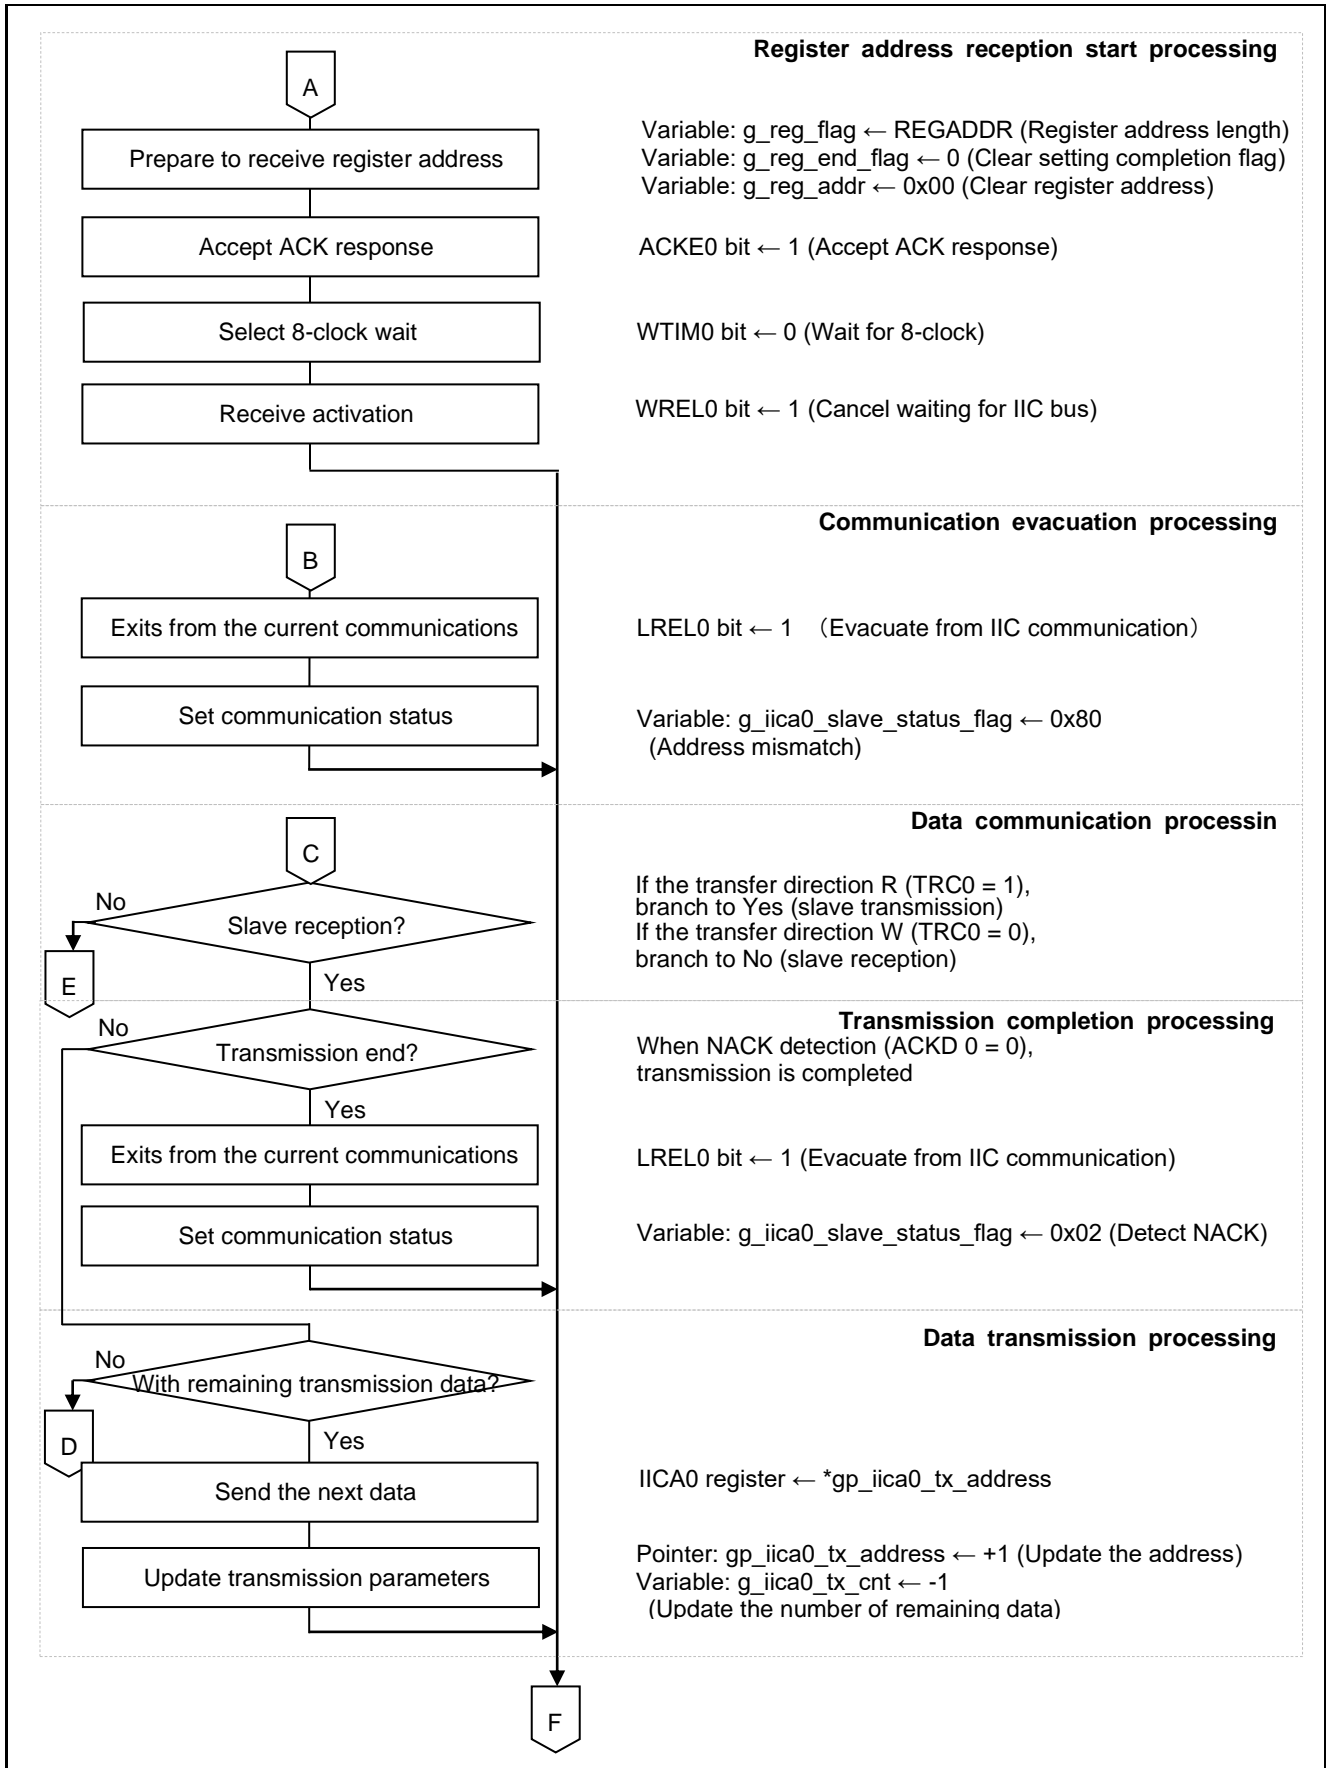 Register address reception start processing
A
Prepare to receive register address
Variable: g_reg_flag ← REGADDR (Register address length)
Variable: g_reg_end_flag ← 0 (Clear setting completion flag)
Variable: g_reg_addr ← 0x00 (Clear register address)
Accept ACK response
ACKE0 bit ← 1 (Accept ACK response)
Select 8-clock wait
WTIM0 bit ← 0 (Wait for 8-clock)
Receive activation
WREL0 bit ← 1 (Cancel waiting for IIC bus)
Communication evacuation processing
B
Exits from the current communications
LREL0 bit ← 1 （Evacuate from IIC communication）
Set communication status
Variable: g_iica0_slave_status_flag ← 0x80
(Address mismatch)
Data communication processin
C
No
Slave reception?
If the transfer direction R (TRC0 = 1),
branch to Yes (slave transmission)
If the transfer direction W (TRC0 = 0),
branch to No (slave reception)
E
Yes
Transmission completion processing
No
Transmission end?
When NACK detection (ACKD 0 = 0),
transmission is completed
Yes
Exits from the current communications
LREL0 bit ← 1 (Evacuate from IIC communication)
Set communication status
Variable: g_iica0_slave_status_flag ← 0x02 (Detect NACK)
Data transmission processing
No
With remaining transmission data?
D
Yes
Send the next data
IICA0 register ← *gp_iica0_tx_address
Update transmission parameters
Pointer: gp_iica0_tx_address ← +1 (Update the address)
Variable: g_iica0_tx_cnt ← -1
(Update the number of remaining data)
F